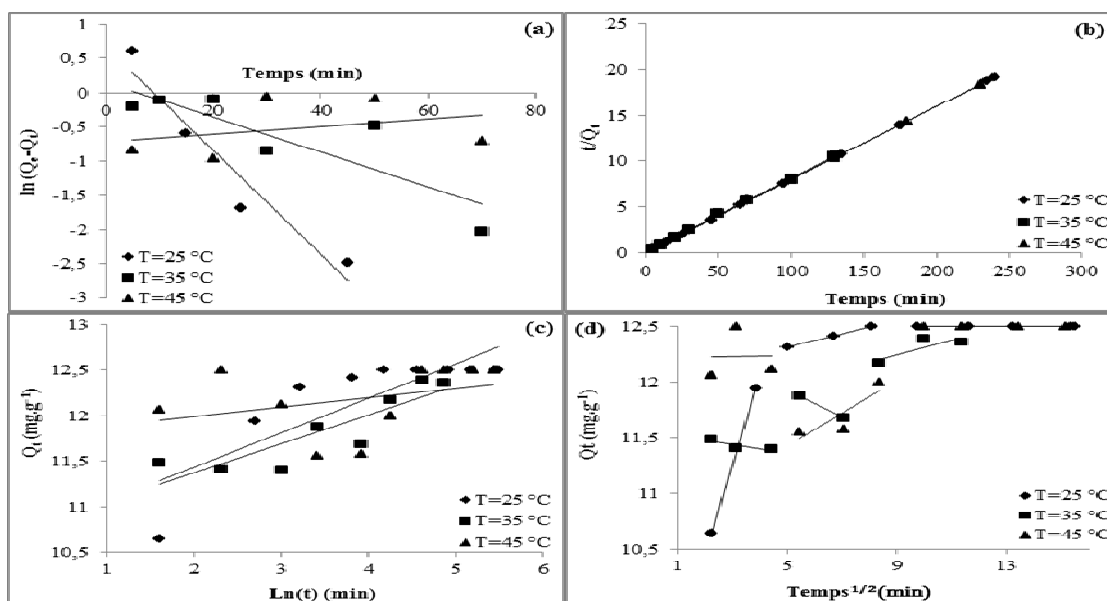 (a)
0,5
0
-0,5
-1
-1,5
-2
-2,5
-3
Temps (min)
20
40
60
80
ln (Qe-Qt)
T=25 °C
T=35 °C
T=45 °C
(b)
25
20
15
10
5
0
t/Qt
0
50
100
150
200
250
300
Temps (min)
T=25 °C
T=35 °C
T=45 °C
(c)
13
12,5
12
11,5
11
10,5
Qt (mg.g-1)
1
2
3
4
5
6
Ln(t) (min)
T=25 °C
T=35 °C
T=45 °C
(d)
12,5
12
11,5
11
10,5
Qt (mg.g-1)
1
5
9
13
Temps1/2(min)
T=25 °C
T=35 °C
T=45 °C